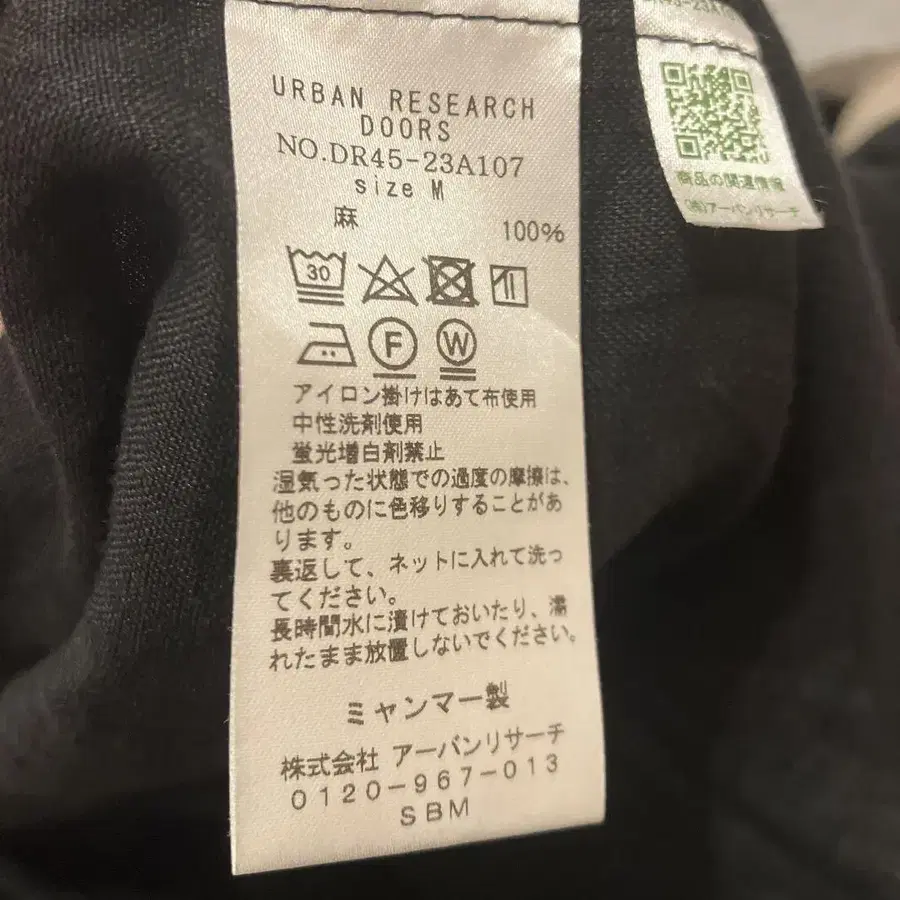 URBAN RESEARCH
DOORS
NO.DR45-23A107
size M
麻 100%
30
F W
アイロン掛けはあて布使用
中性洗剤使用
蛍光増白剤禁止
湿気った状態での過度の摩擦は、
他のものに色移りすることがあ
ります。
裏返して、ネットに入れて洗っ
てください。
長時間水に漬けておいたり、濡
れたまま放置しないでください。
ミャンマー製
株式会社 アーバンリサーチ
0120-967-013
SBM
商品の関連情報
(株)アーバンリサーチ